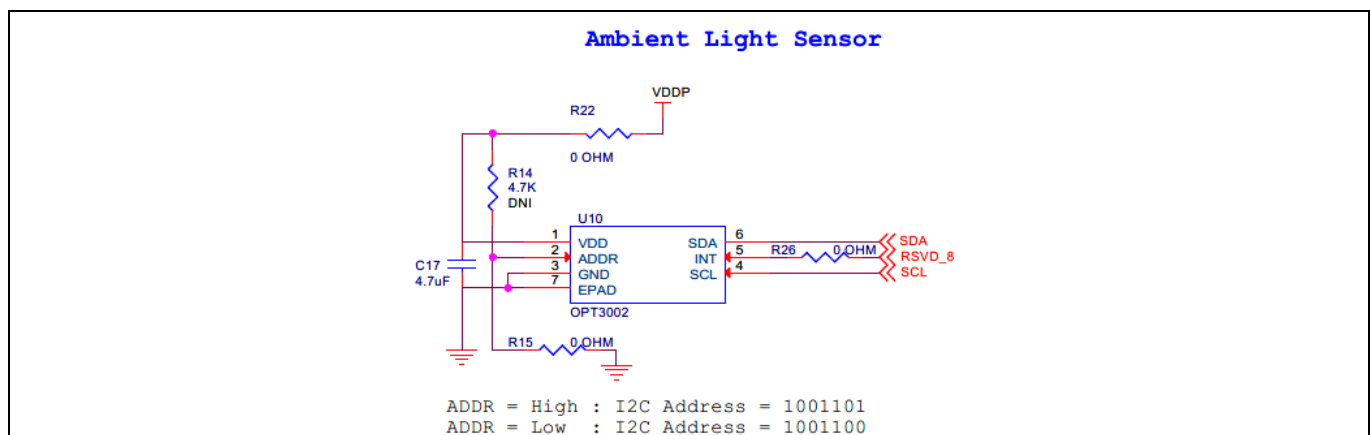 Ambient Light Sensor
VDDP
R22
0 OHM
R14
4.7K
DNI
U10
1 VDD SDA 6 SDA
2 ADDR INT 5 R26 0 OHM RSVD_8
3 GND SCL 4 SCL
7 EPAD
C17
4.7uF
OPT3002
R15 0 OHM
ADDR = High : I2C Address = 1001101
ADDR = Low : I2C Address = 1001100